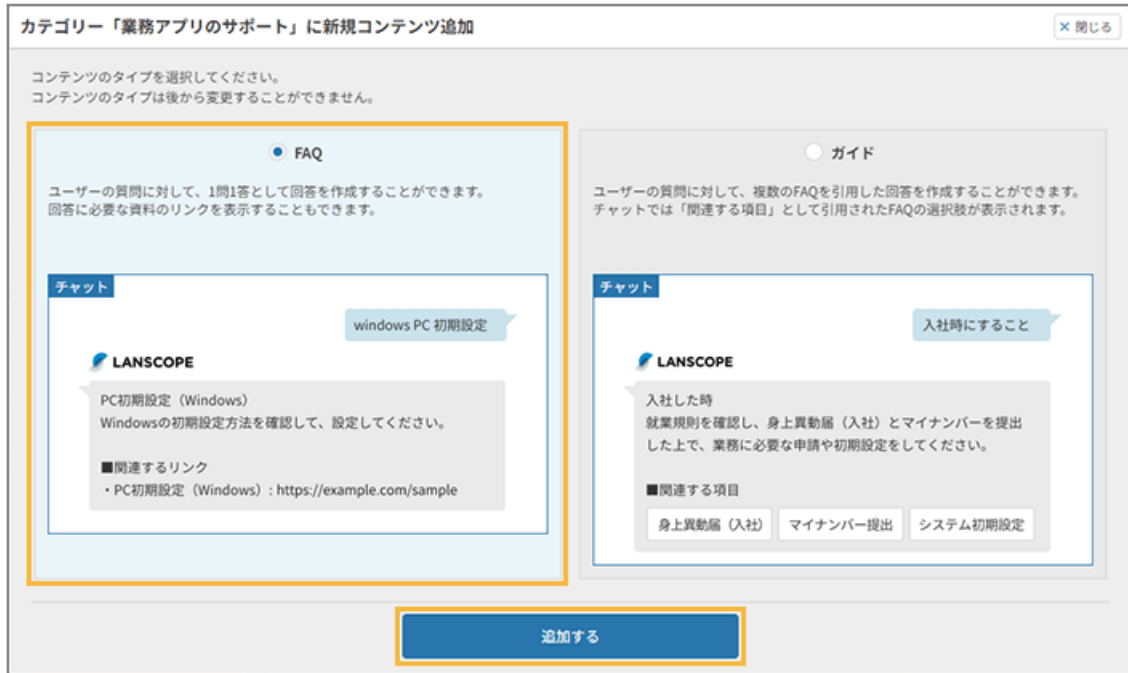 カテゴリー「業務アプリのサポート」に新規コンテンツ追加
× 閉じる
コンテンツのタイプを選択してください。
コンテンツのタイプは後から変更することができません。
FAQ
ユーザーの質問に対して、1問1答として回答を作成することができます。
回答に必要な資料のリンクを表示することもできます。
チャット
windows PC 初期設定
LANSCOPE
PC初期設定（Windows）
Windowsの初期設定方法を確認して、設定してください。
■関連するリンク
・PC初期設定（Windows）: https://example.com/sample
ガイド
ユーザーの質問に対して、複数のFAQを引用した回答を作成することができます。
チャットでは「関連する項目」として引用されたFAQの選択肢が表示されます。
チャット
入社時にすること
LANSCOPE
入社した時
就業規則を確認し、身上異動届（入社）とマイナンバーを提出
した上で、業務に必要な申請や初期設定をしてください。
■関連する項目
身上異動届（入社） マイナンバー提出 システム初期設定
追加する